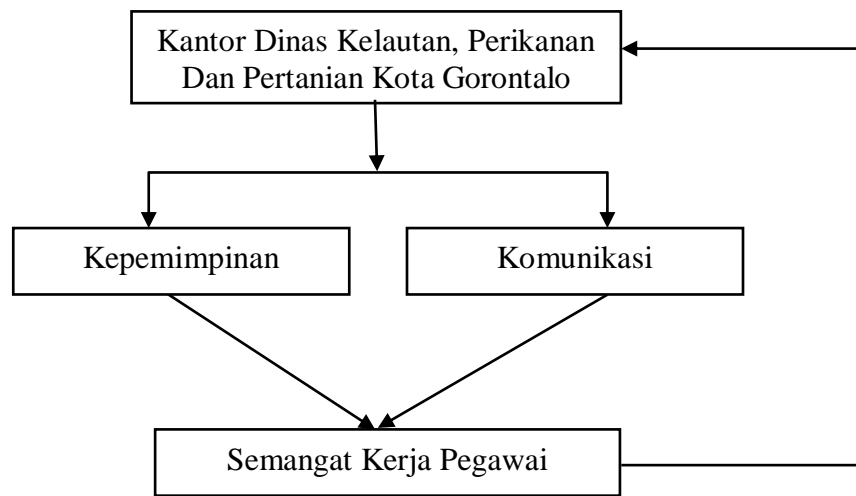 Kantor Dinas Kelautan, Perikanan
Dan Pertanian Kota Gorontalo
Kepemimpinan
Komunikasi
Semangat Kerja Pegawai